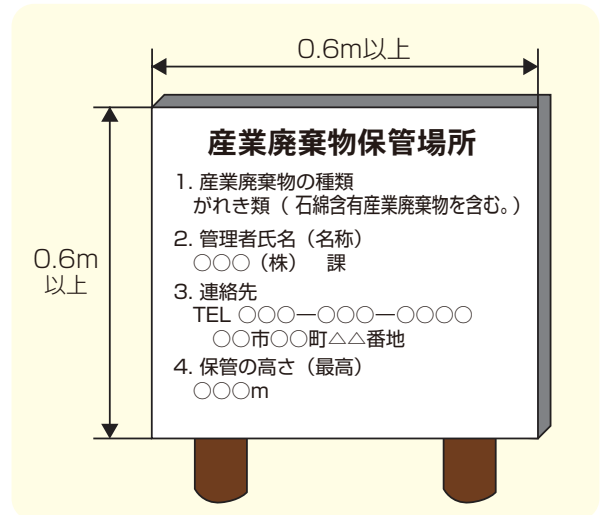 0.6m以上
産業廃棄物保管場所
1. 産業廃棄物の種類
がれき類（ 石綿含有産業廃棄物を含む。）
2. 管理者氏名（名称）
○○○（株）　課
3. 連絡先
TEL ○○○―○○○―○○○○
○○市○○町△△番地
4. 保管の高さ（最高）
○○○m
0.6m
以上